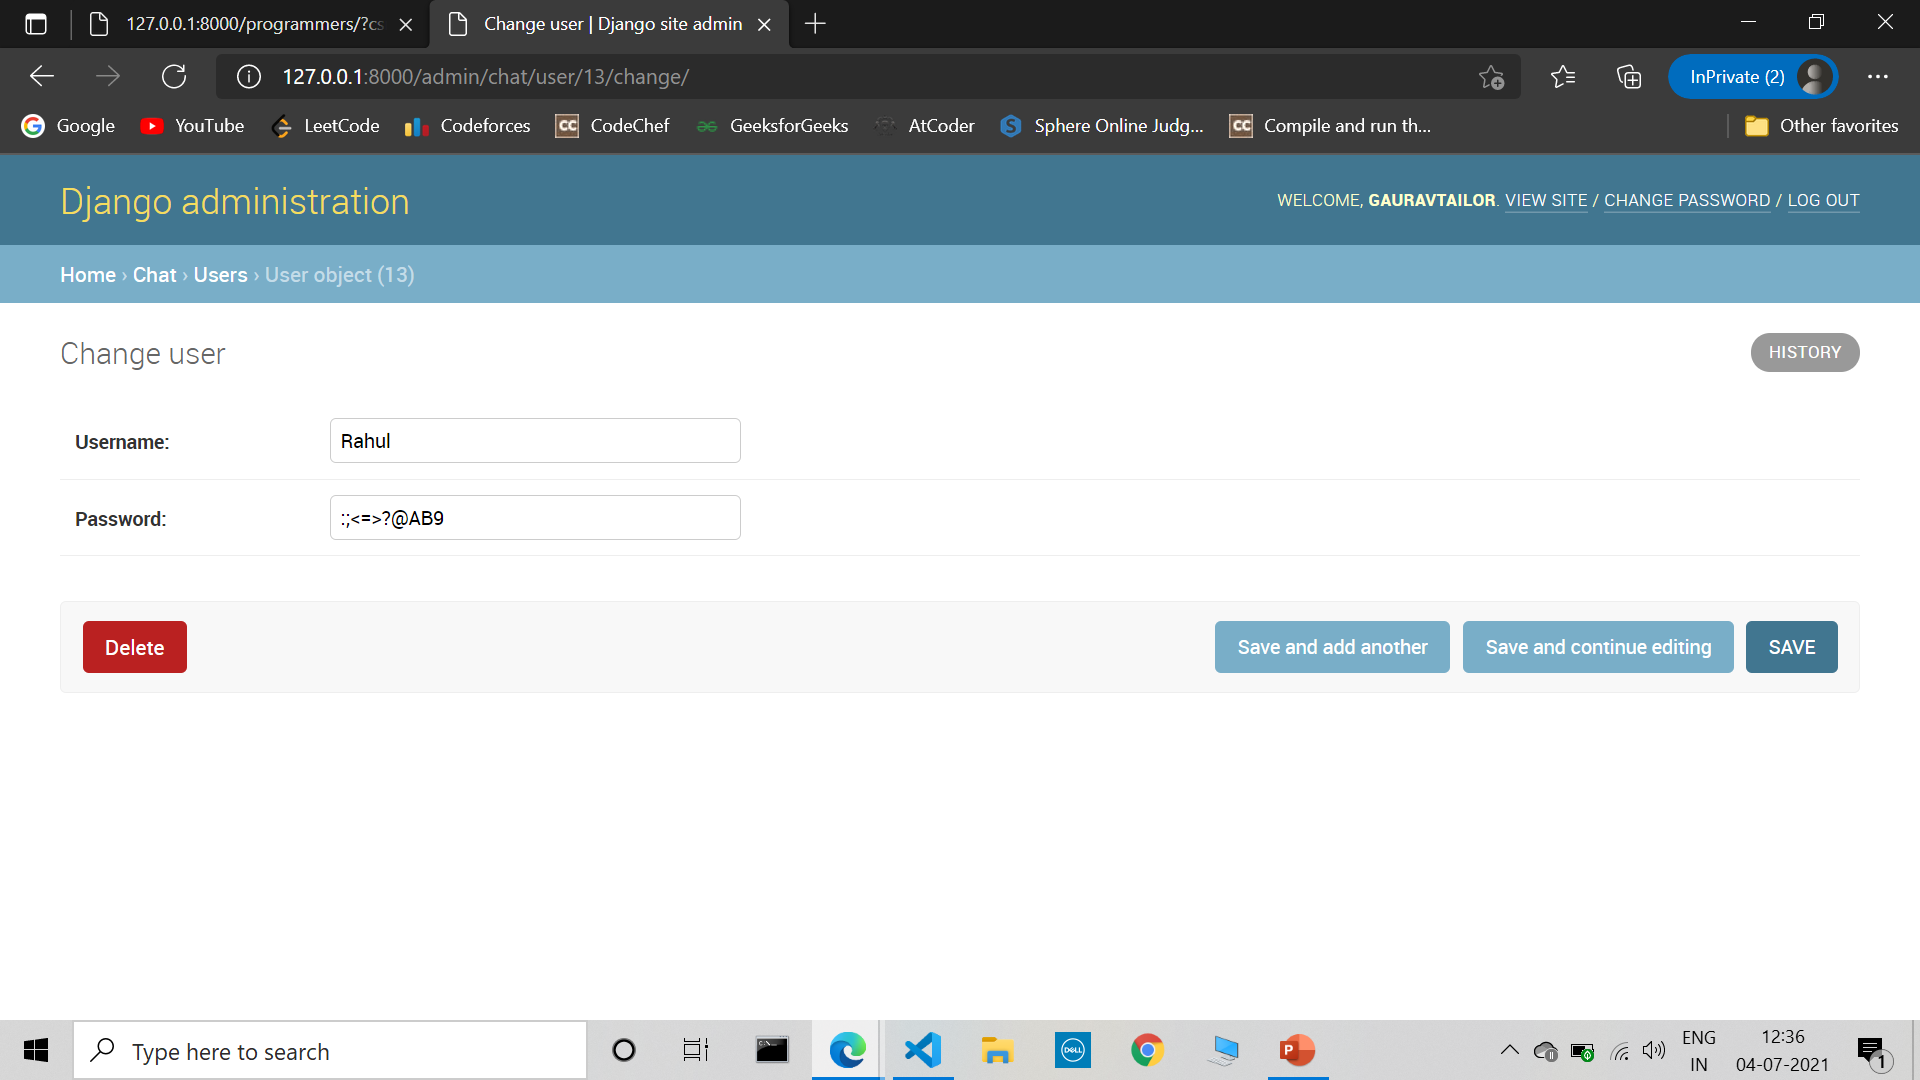 127.0.0.1:8000/programmers/?cs
Change user | Django site admin
127.0.0.1:8000/admin/chat/user/13/change/
InPrivate (2)
Google YouTube LeetCode Codeforces CodeChef GeeksforGeeks AtCoder Sphere Online Judg... Compile and run th... Other favorites
Django administration
WELCOME, GAURAVTAILOR. VIEW SITE / CHANGE PASSWORD / LOG OUT
Home › Chat › Users › User object (13)
Change user
HISTORY
Username: Rahul
Password: :;<=>?@AB9
Delete
Save and add another
Save and continue editing
SAVE
Type here to search
ENG
IN
12:36
04-07-2021
1